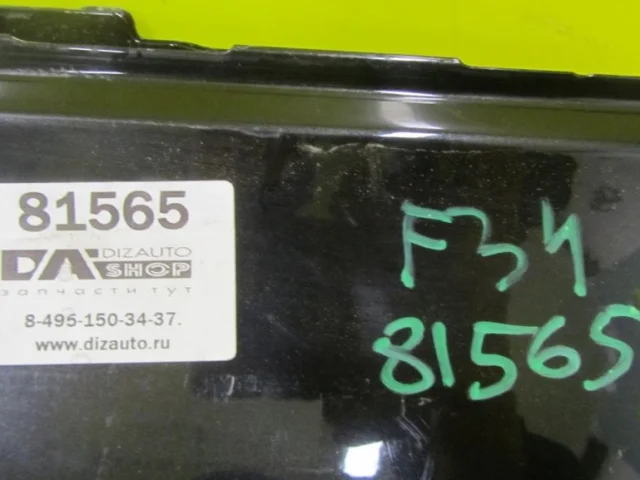 81565
DA DIZAUTO
SHOP
запчасти тут
8-495-150-34-37.
www.dizauto.ru
F34
81565